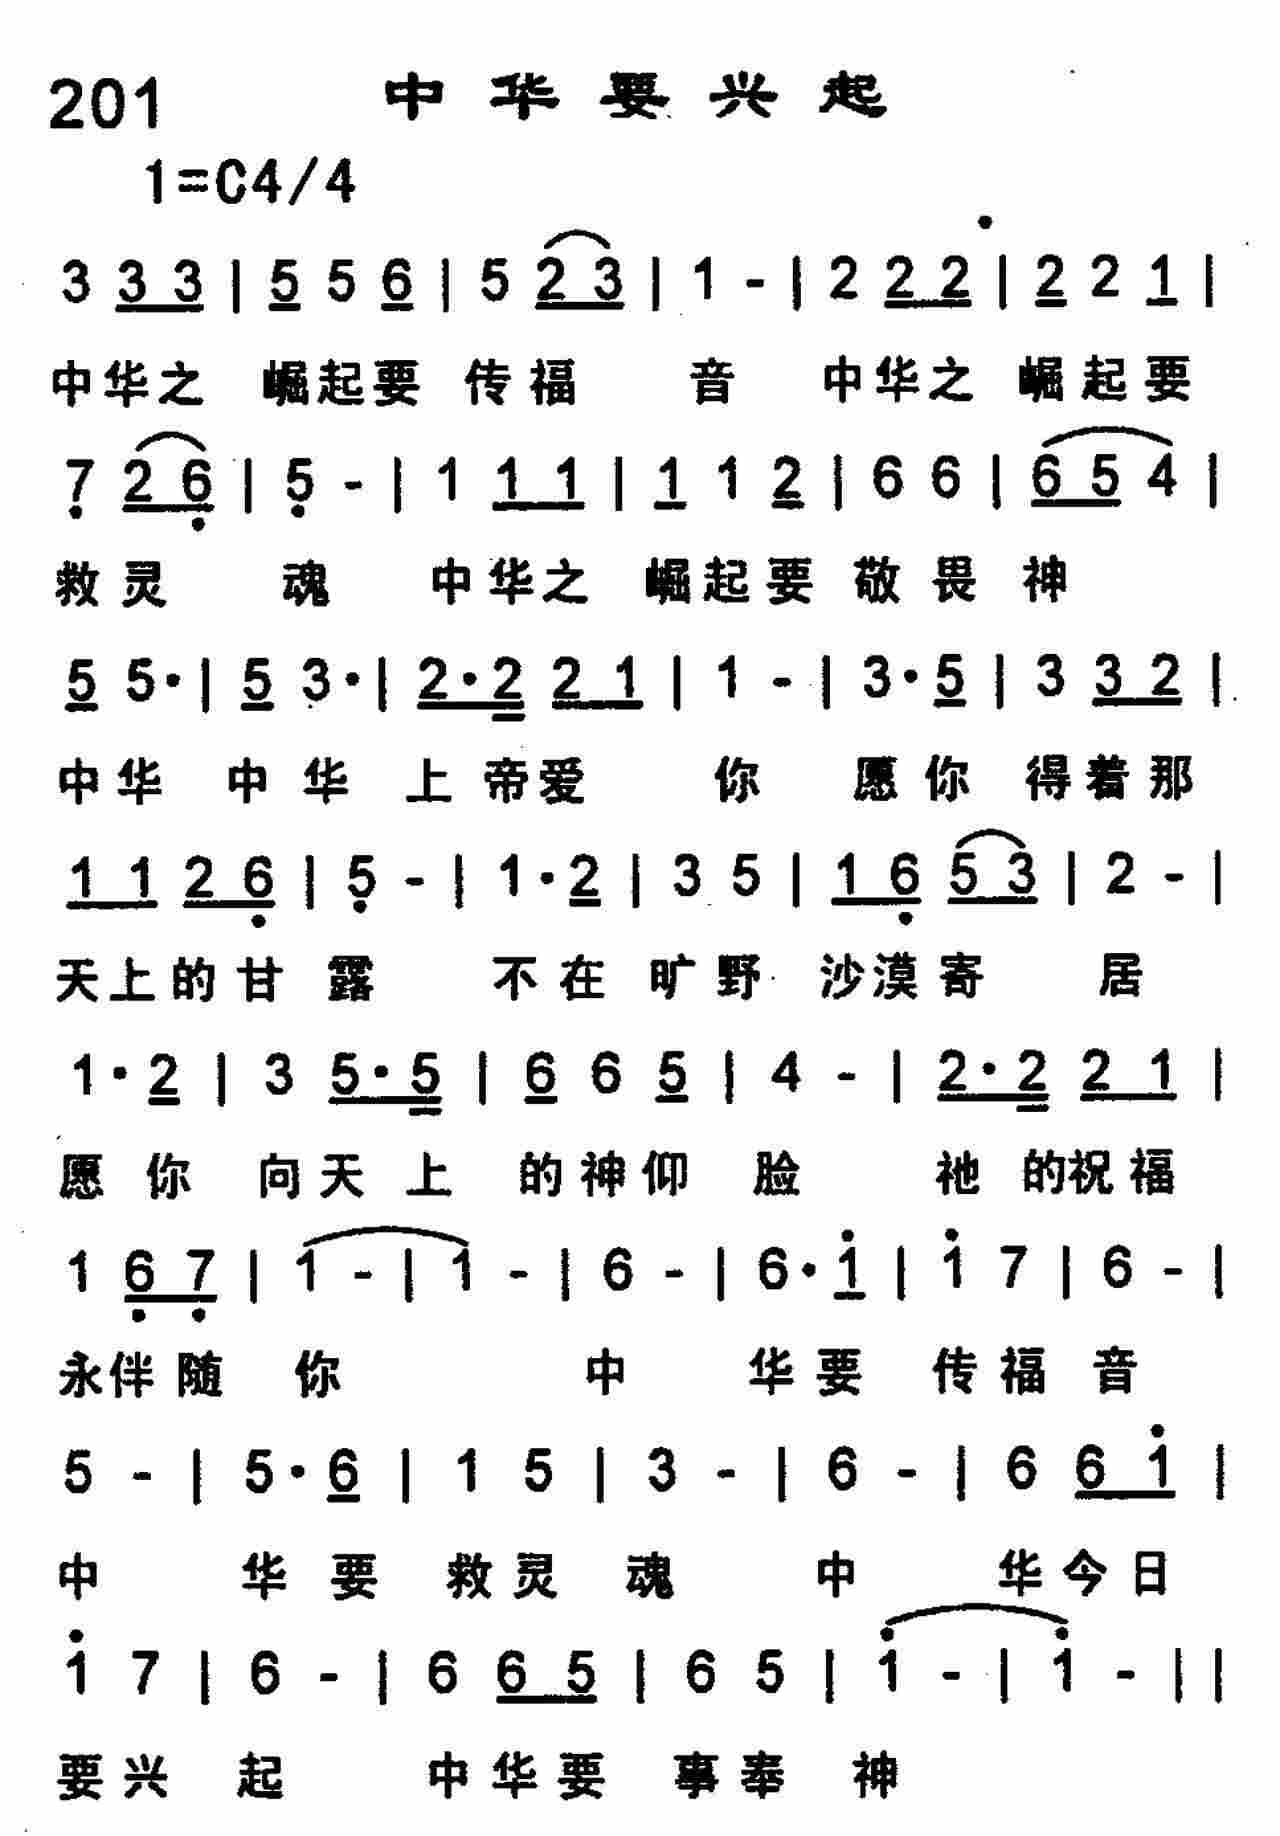 201 中华要兴起
1=C4/4
3 3 3 | 5 5 6 | 5 2 3 | 1 - | 2 2 2 | 2 2 1 |
中华之 崛起要 传福 音 中华之 崛起要
7 2 6 | 5 - | 1 1 1 | 1 1 2 | 6 6 | 6 5 4 |
救灵 魂 中华之 崛起要 敬畏 神
5 5· | 5 3· | 2·2 2 1 | 1 - | 3·5 | 3 3 2 |
中华 中华 上帝爱 你 愿你 得着那
1 1 2 6 | 5 - | 1·2 | 3 5 | 1 6 5 3 | 2 - |
天上的甘 露 不在 旷野 沙漠寄 居
1·2 | 3 5·5 | 6 6 5 | 4 - | 2·2 2 1 |
愿你 向天上 的神仰 脸 祂的祝福
1 6 7 | 1 - | 1 - | 6 - | 6·1 | 1 7 | 6 - |
永伴随 你 中 华要 传福 音
5 - | 5·6 | 1 5 | 3 - | 6 - | 6 6 1 |
中 华要 救灵 魂 中 华今日
1 7 | 6 - | 6 6 5 | 6 5 | 1 - | 1 - | |
要兴 起 中华要 事奉 神